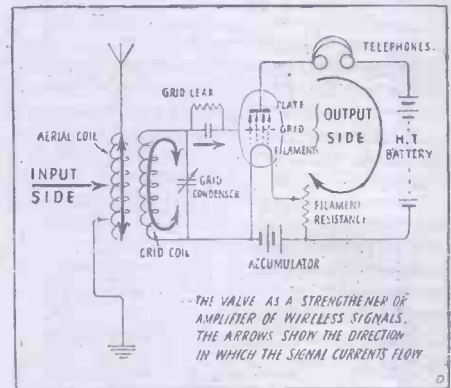 TELEPHONES.
GRID LEAK
PLATE
GRID
FILAMENT
OUTPUT
SIDE
H.T
BATTERY
AERIAL COIL
INPUT
SIDE
GRID
CONDENSER
GRID COIL
FILAMENT
RESISTANCE
ACCUMULATOR
THE VALVE AS A STRENGTHENER OR
AMPLIFIER OF WIRELESS SIGNALS.
THE ARROWS SHOW THE DIRECTION
IN WHICH THE SIGNAL CURRENTS FLOW
D